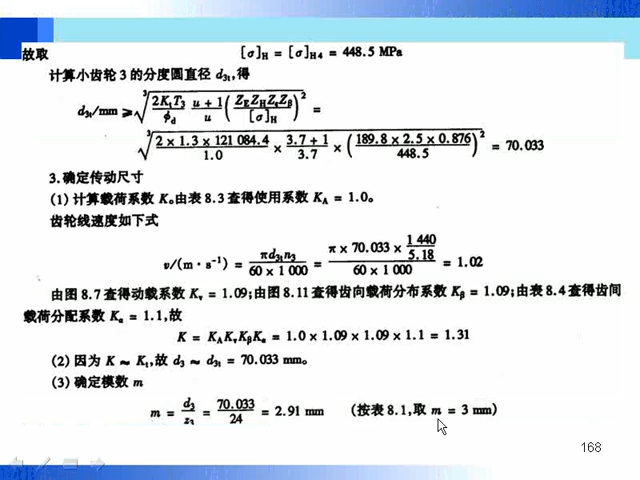 故取 [σ]H = [σ]H4 = 448.5 MPa
计算小齿轮 3 的分度圆直径 d3t,得
d3t/mm ≥ ∛(2KtT3/φd · (u+1)/u · (ZEZHZεZβ/[σ]H)²) =
∛(2×1.3×121 084.4/1.0 × (3.7+1)/3.7 × (189.8×2.5×0.876/448.5)²) = 70.033
3.确定传动尺寸
(1) 计算载荷系数 K。由表 8.3 查得使用系数 KA = 1.0。
齿轮线速度如下式
v/(m·s⁻¹) = πd3tn3/(60×1 000) = (π×70.033×1 440/5.18)/(60×1 000) = 1.02
由图 8.7 查得动载系数 Kv = 1.09;由图 8.11 查得齿向载荷分布系数 Kβ = 1.09;由表 8.4 查得齿间
载荷分配系数 Kα = 1.1,故
K = KAKvKβKα = 1.0×1.09×1.09×1.1 = 1.31
(2) 因为 K ≈ Kt,故 d3 ≈ d3t = 70.033 mm。
(3) 确定模数 m
m = d3/z3 = 70.033/24 = 2.91 mm (按表 8.1,取 m = 3 mm)
168